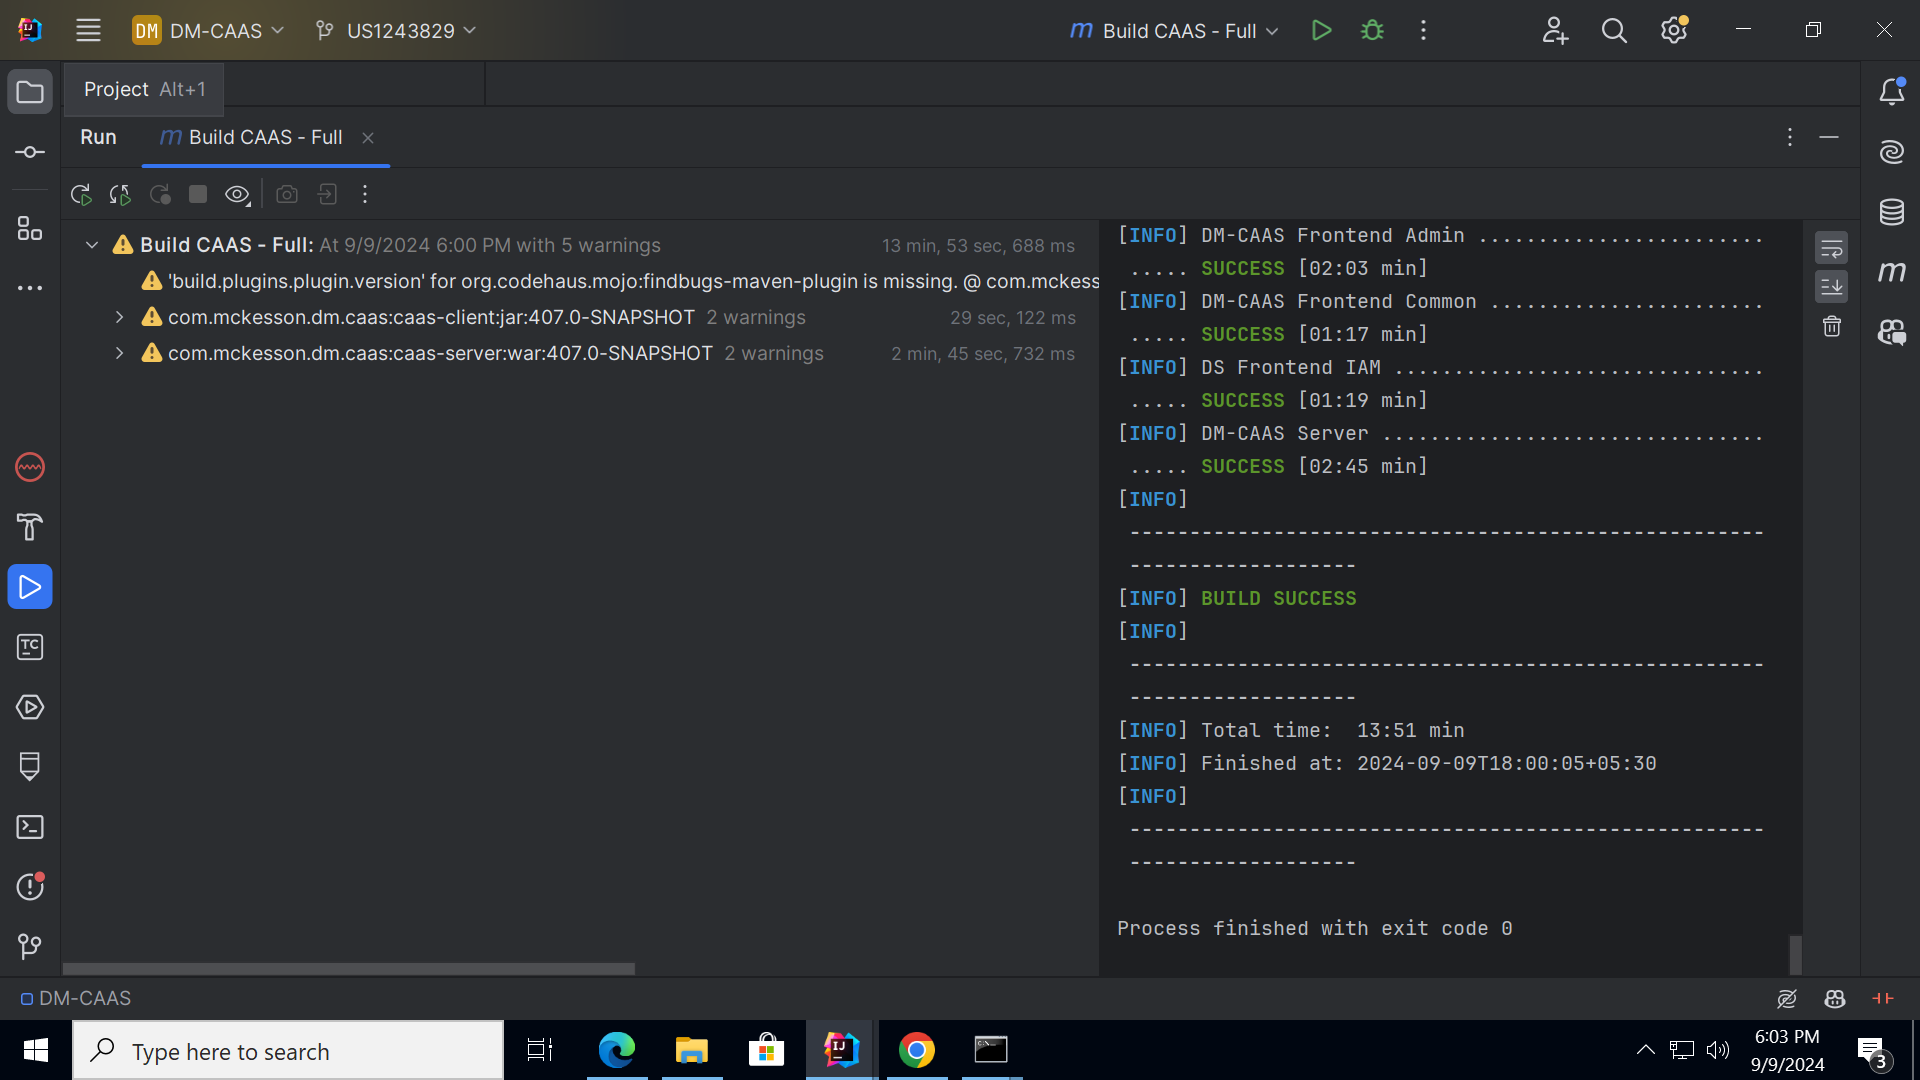 DM DM-CAAS US1243829 m Build CAAS - Full
Project Alt+1
Run m Build CAAS - Full
Build CAAS - Full: At 9/9/2024 6:00 PM with 5 warnings 13 min, 53 sec, 688 ms
'build.plugins.plugin.version' for org.codehaus.mojo:findbugs-maven-plugin is missing. @ com.mckess
com.mckesson.dm.caas:caas-client:jar:407.0-SNAPSHOT 2 warnings 29 sec, 122 ms
com.mckesson.dm.caas:caas-server:war:407.0-SNAPSHOT 2 warnings 2 min, 45 sec, 732 ms
[INFO] DM-CAAS Frontend Admin ........................
..... SUCCESS [02:03 min]
[INFO] DM-CAAS Frontend Common .......................
..... SUCCESS [01:17 min]
[INFO] DS Frontend IAM ...............................
..... SUCCESS [01:19 min]
[INFO] DM-CAAS Server ................................
..... SUCCESS [02:45 min]
[INFO]
-----------------------------------------------------
-------------------
[INFO] BUILD SUCCESS
[INFO]
-----------------------------------------------------
-------------------
[INFO] Total time:  13:51 min
[INFO] Finished at: 2024-09-09T18:00:05+05:30
[INFO]
-----------------------------------------------------
-------------------
Process finished with exit code 0
m
TC
DM-CAAS
Type here to search
IJ
C:\
6:03 PM
9/9/2024
3